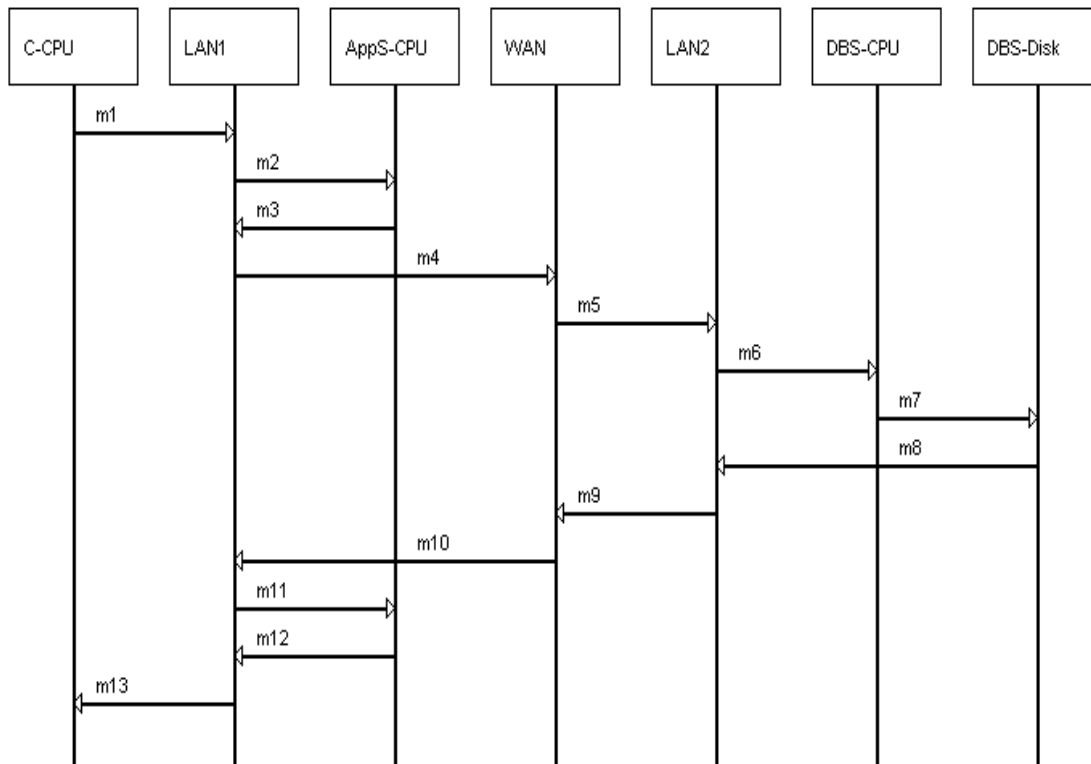 C-CPU
LAN1
AppS-CPU
WAN
LAN2
DBS-CPU
DBS-Disk
m1
m2
m3
m4
m5
m6
m7
m8
m9
m10
m11
m12
m13